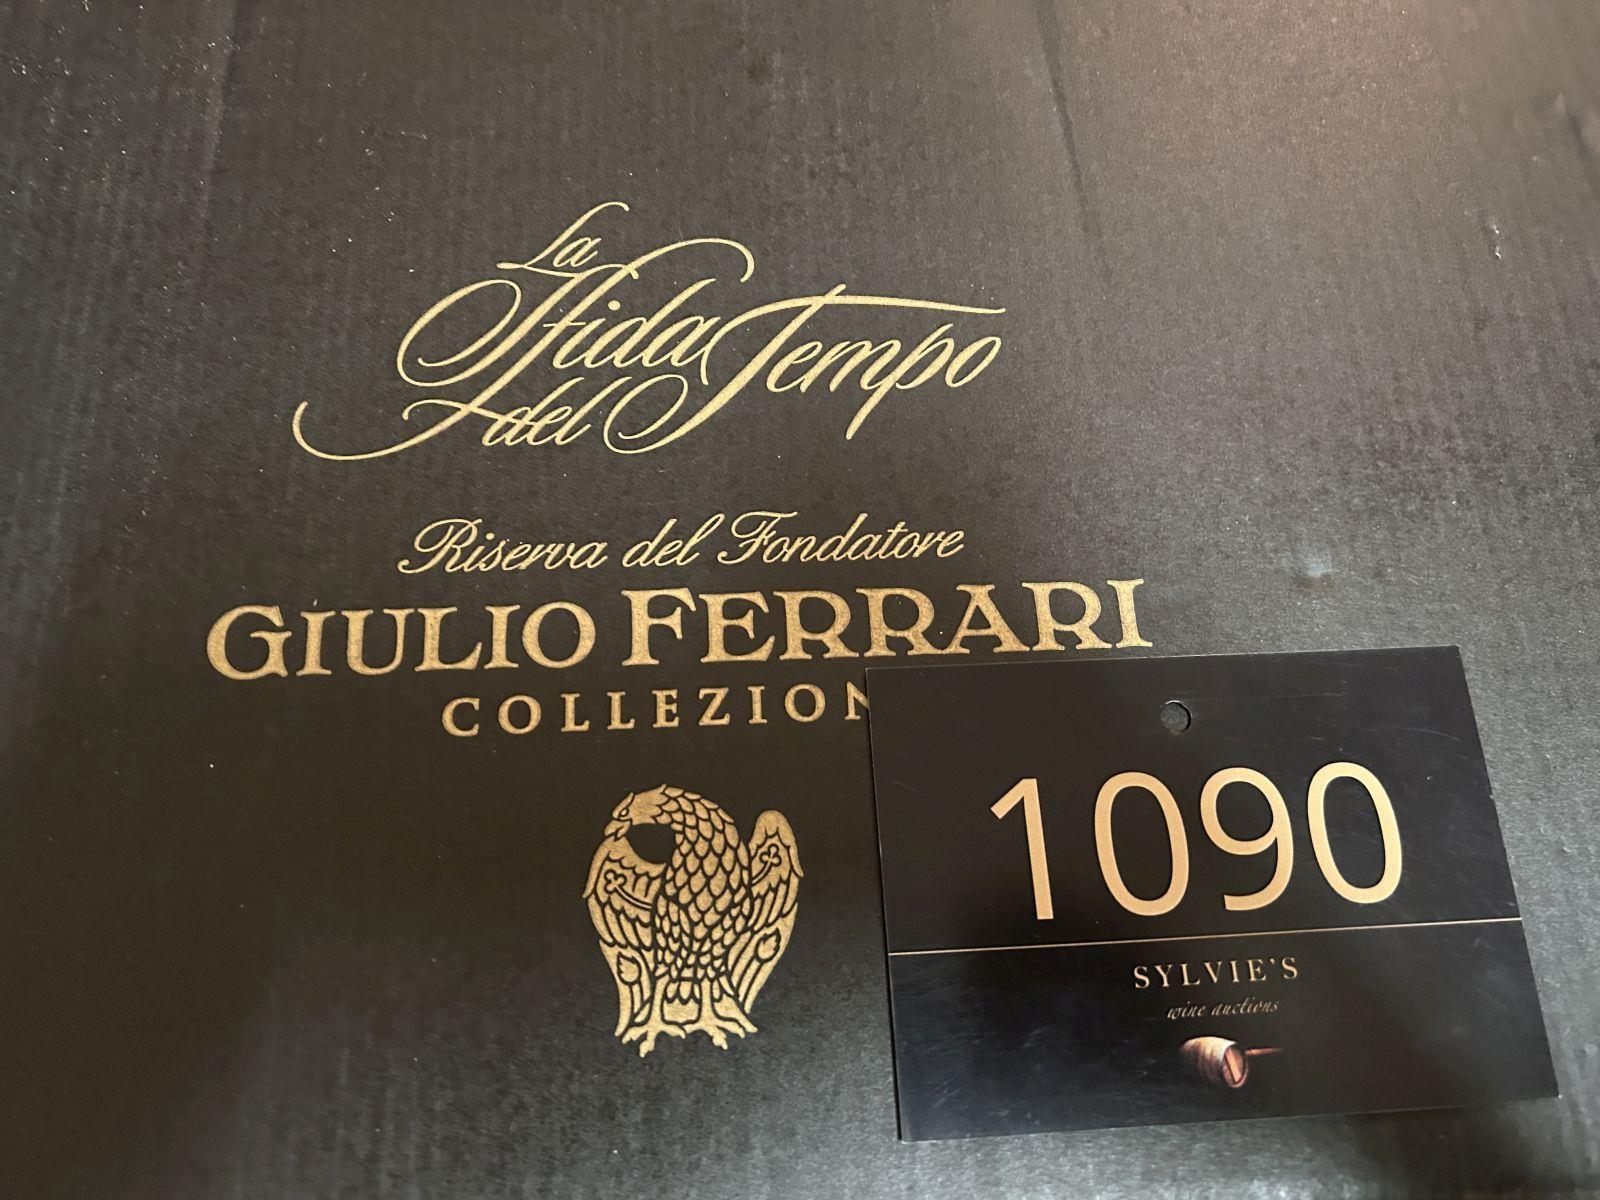 La
Sfida
del Tempo
Riserva del Fondatore
GIULIO FERRARI
COLLEZION
1090
SYLVIE'S
wine auctions